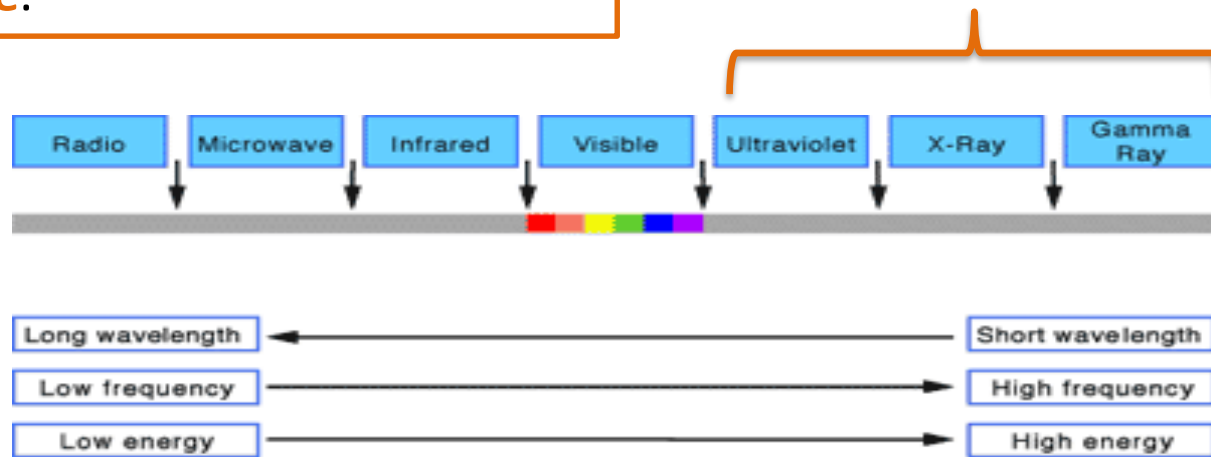 Radio Microwave Infrared Visible Ultraviolet X-Ray Gamma
Ray
Long wavelength Short wavelength
Low frequency High frequency
Low energy High energy